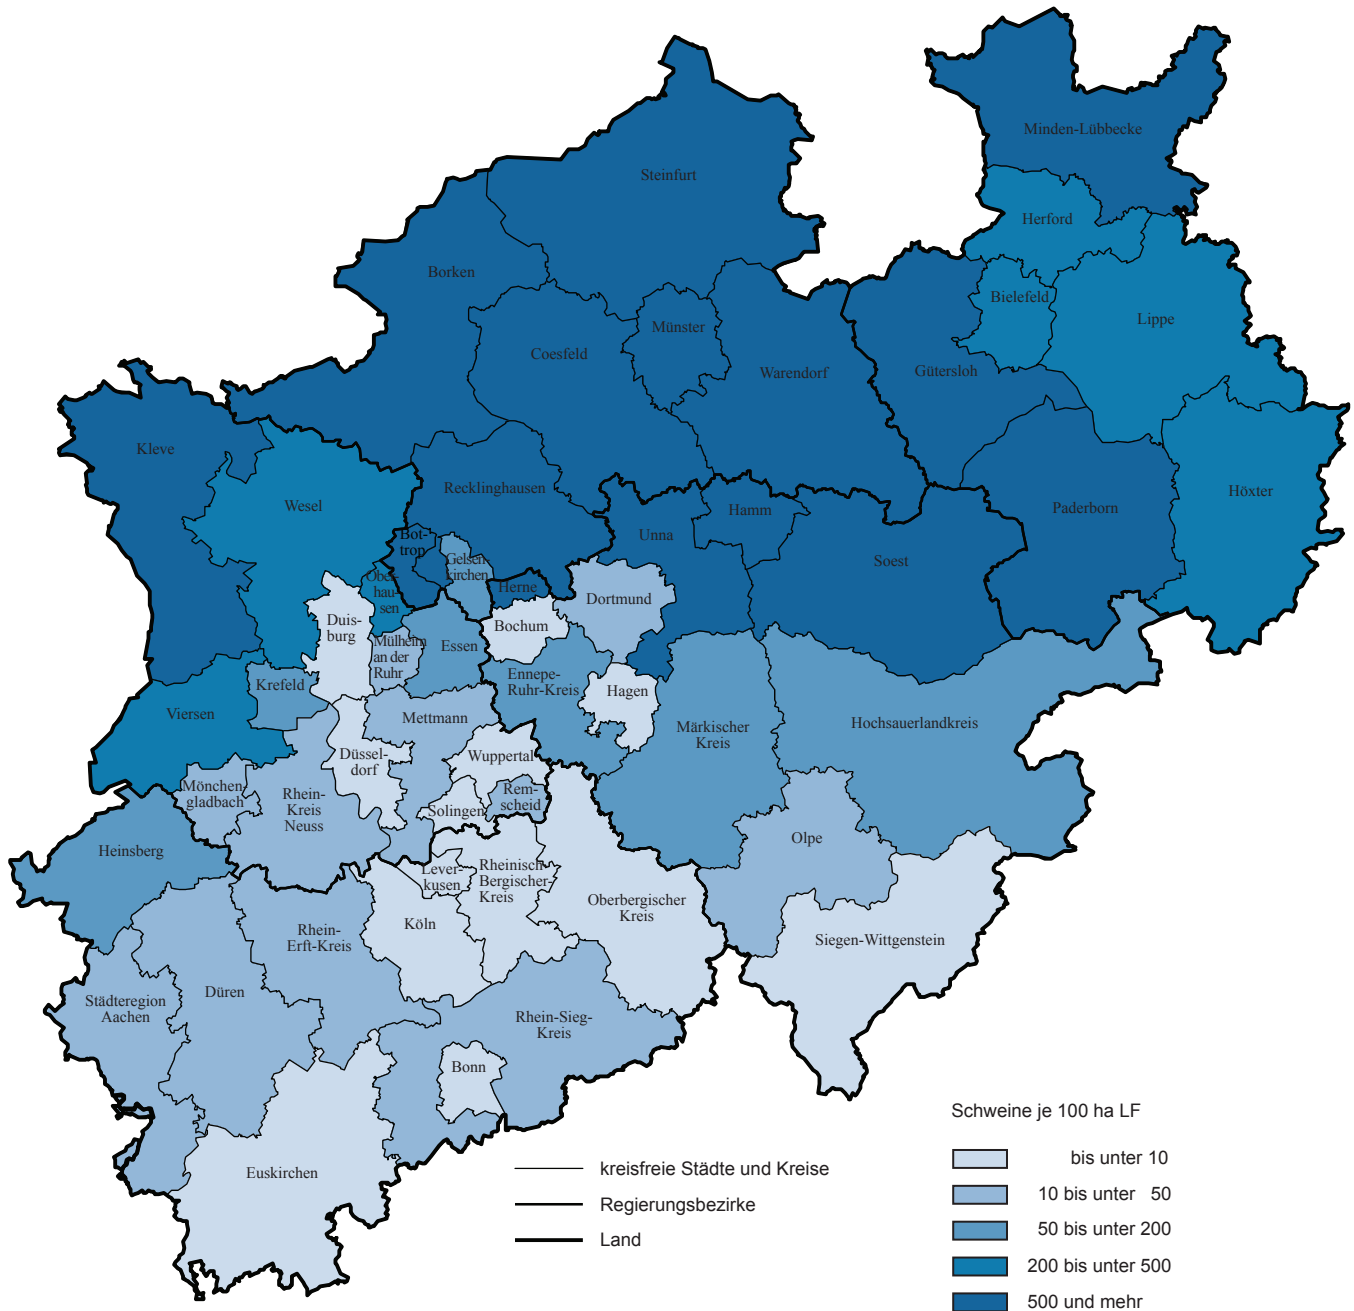 Minden-Lübbecke
Steinfurt
Herford
Borken
Bielefeld
Lippe
Münster
Coesfeld
Warendorf
Gütersloh
Kleve
Recklinghausen
Wesel
Höxter
Paderborn
Hamm
Unna
Bot-
trop
Soest
Gelsen-
kirchen
Ober-
hau-
sen
Herne
Dortmund
Duis-
burg
Bochum
Mülheim
an der
Ruhr
Essen
Ennepe-
Ruhr-Kreis
Krefeld
Hagen
Viersen
Mettmann
Märkischer
Kreis
Hochsauerlandkreis
Düssel-
dorf
Wuppertal
Mönchen-
gladbach
Rhein-
Kreis
Neuss
Rem-
scheid
Solingen
Olpe
Heinsberg
Lever-
kusen
Rheinisch-
Bergischer-
Kreis
Oberbergischer
Kreis
Köln
Rhein-
Erft-Kreis
Siegen-Wittgenstein
Düren
Städteregion
Aachen
Rhein-Sieg-
Kreis
Bonn
Euskirchen
kreisfreie Städte und Kreise
Regierungsbezirke
Land
Schweine je 100 ha LF
bis unter 10
10 bis unter 50
50 bis unter 200
200 bis unter 500
500 und mehr